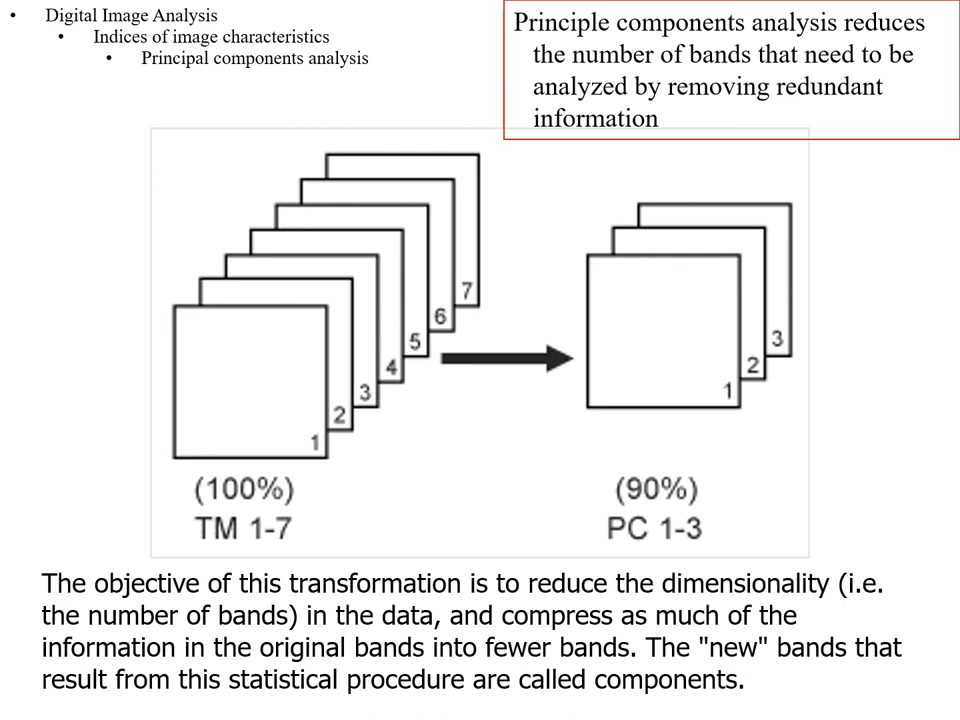 • Digital Image Analysis
• Indices of image characteristics
• Principal components analysis
Principle components analysis reduces
the number of bands that need to be
analyzed by removing redundant
information
7
6
5
4
3
2
1
3
2
1
(100%)
TM 1-7
(90%)
PC 1-3
The objective of this transformation is to reduce the dimensionality (i.e.
the number of bands) in the data, and compress as much of the
information in the original bands into fewer bands. The "new" bands that
result from this statistical procedure are called components.